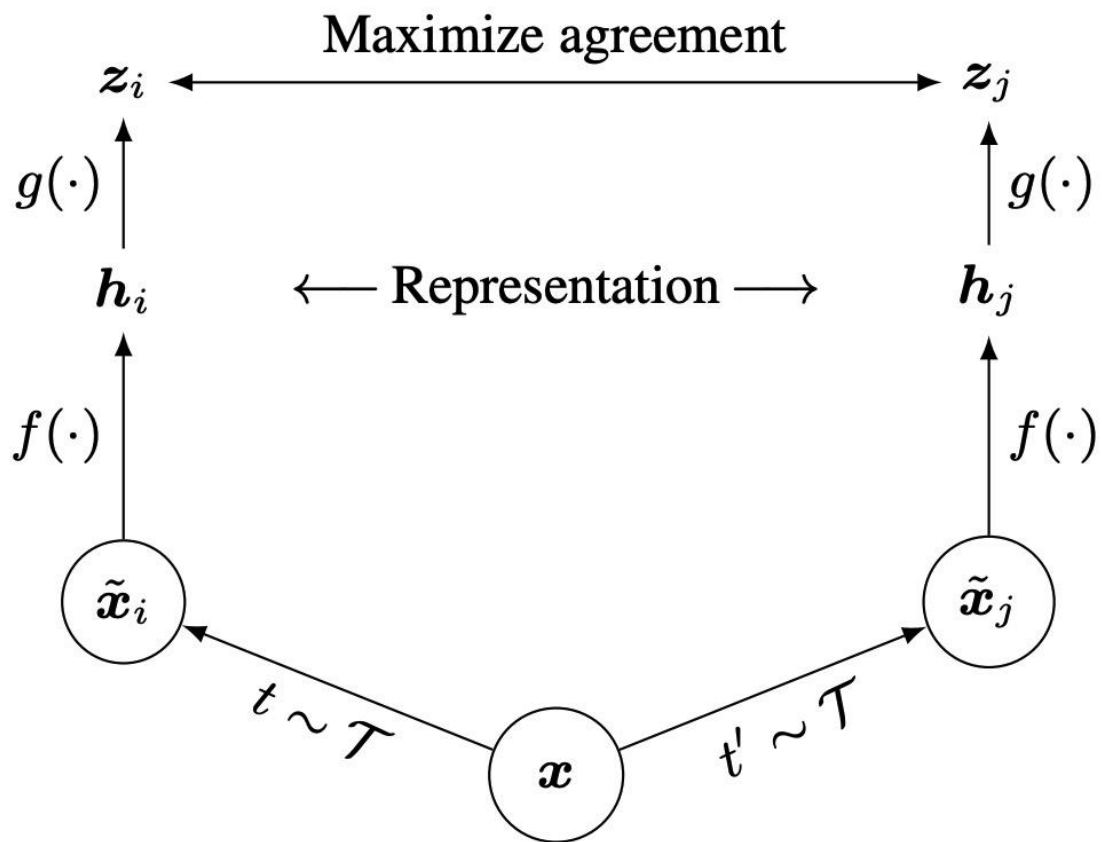 Maximize agreement
z_i z_j
g(·) g(·)
h_i ← Representation → h_j
f(·) f(·)
x̃_i x̃_j
t ∼ 𝒯 t′ ∼ 𝒯
x